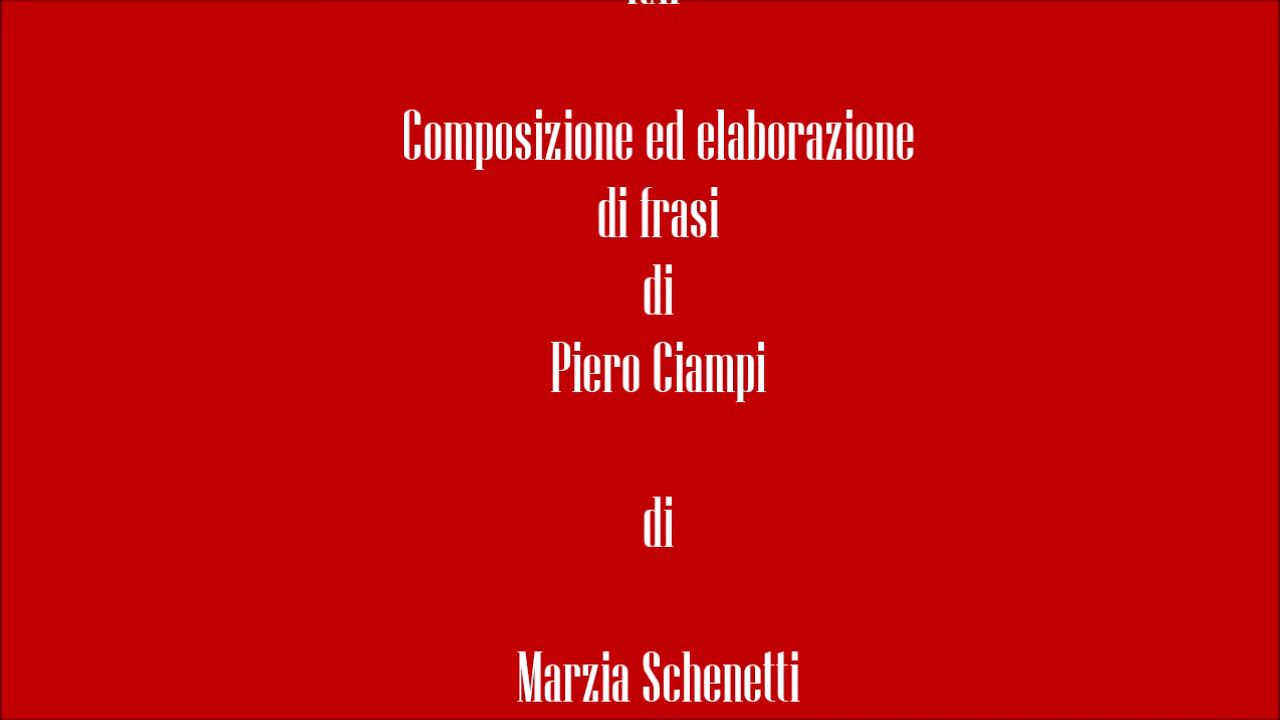 Composizione ed elaborazione
di frasi
di
Piero Ciampi
di
Marzia Schenetti